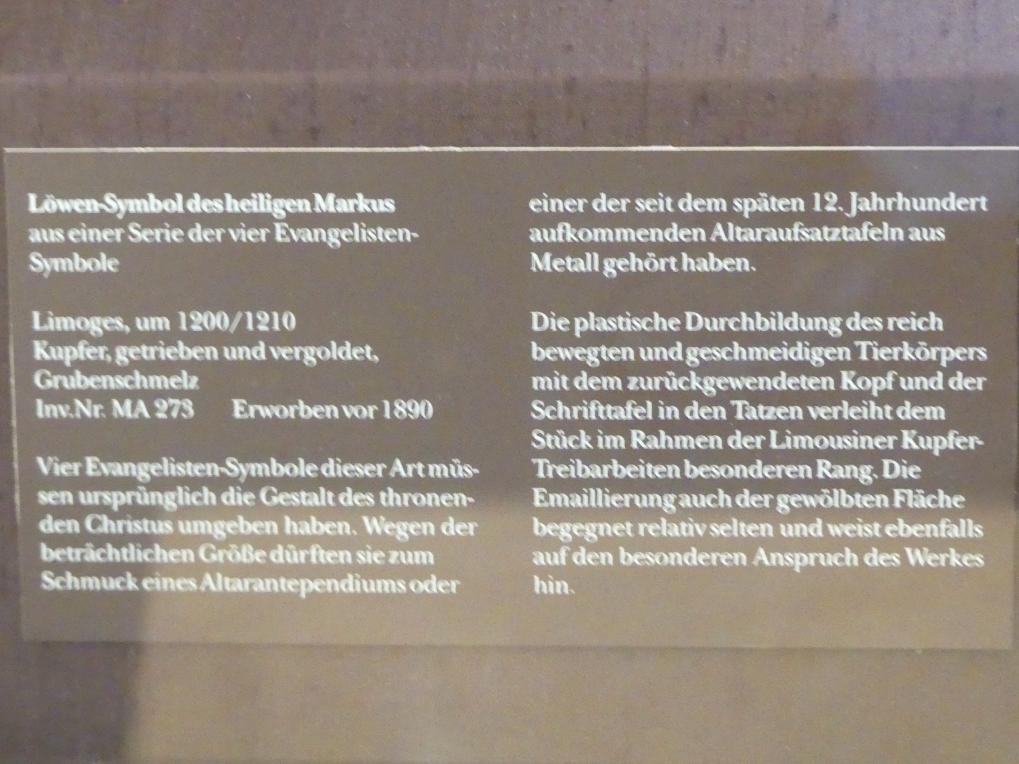 Löwen-Symbol des heiligen Markus
aus einer Serie der vier Evangelisten-
Symbole
Limoges, um 1200/1210
Kupfer, getrieben und vergoldet,
Grubenschmelz
Inv.Nr. MA 273 Erworben vor 1890
Vier Evangelisten-Symbole dieser Art müs-
sen ursprünglich die Gestalt des thronen-
den Christus umgeben haben. Wegen der
beträchtlichen Größe dürften sie zum
Schmuck eines Altarantependiums oder
einer der seit dem späten 12. Jahrhundert
aufkommenden Altaraufsatztafeln aus
Metall gehört haben.
Die plastische Durchbildung des reich
bewegten und geschmeidigen Tierkörpers
mit dem zurückgewendeten Kopf und der
Schrifttafel in den Tatzen verleiht dem
Stück im Rahmen der Limousiner Kupfer-
Treibarbeiten besonderen Rang. Die
Emaillierung auch der gewölbten Fläche
begegnet relativ selten und weist ebenfalls
auf den besonderen Anspruch des Werkes
hin.